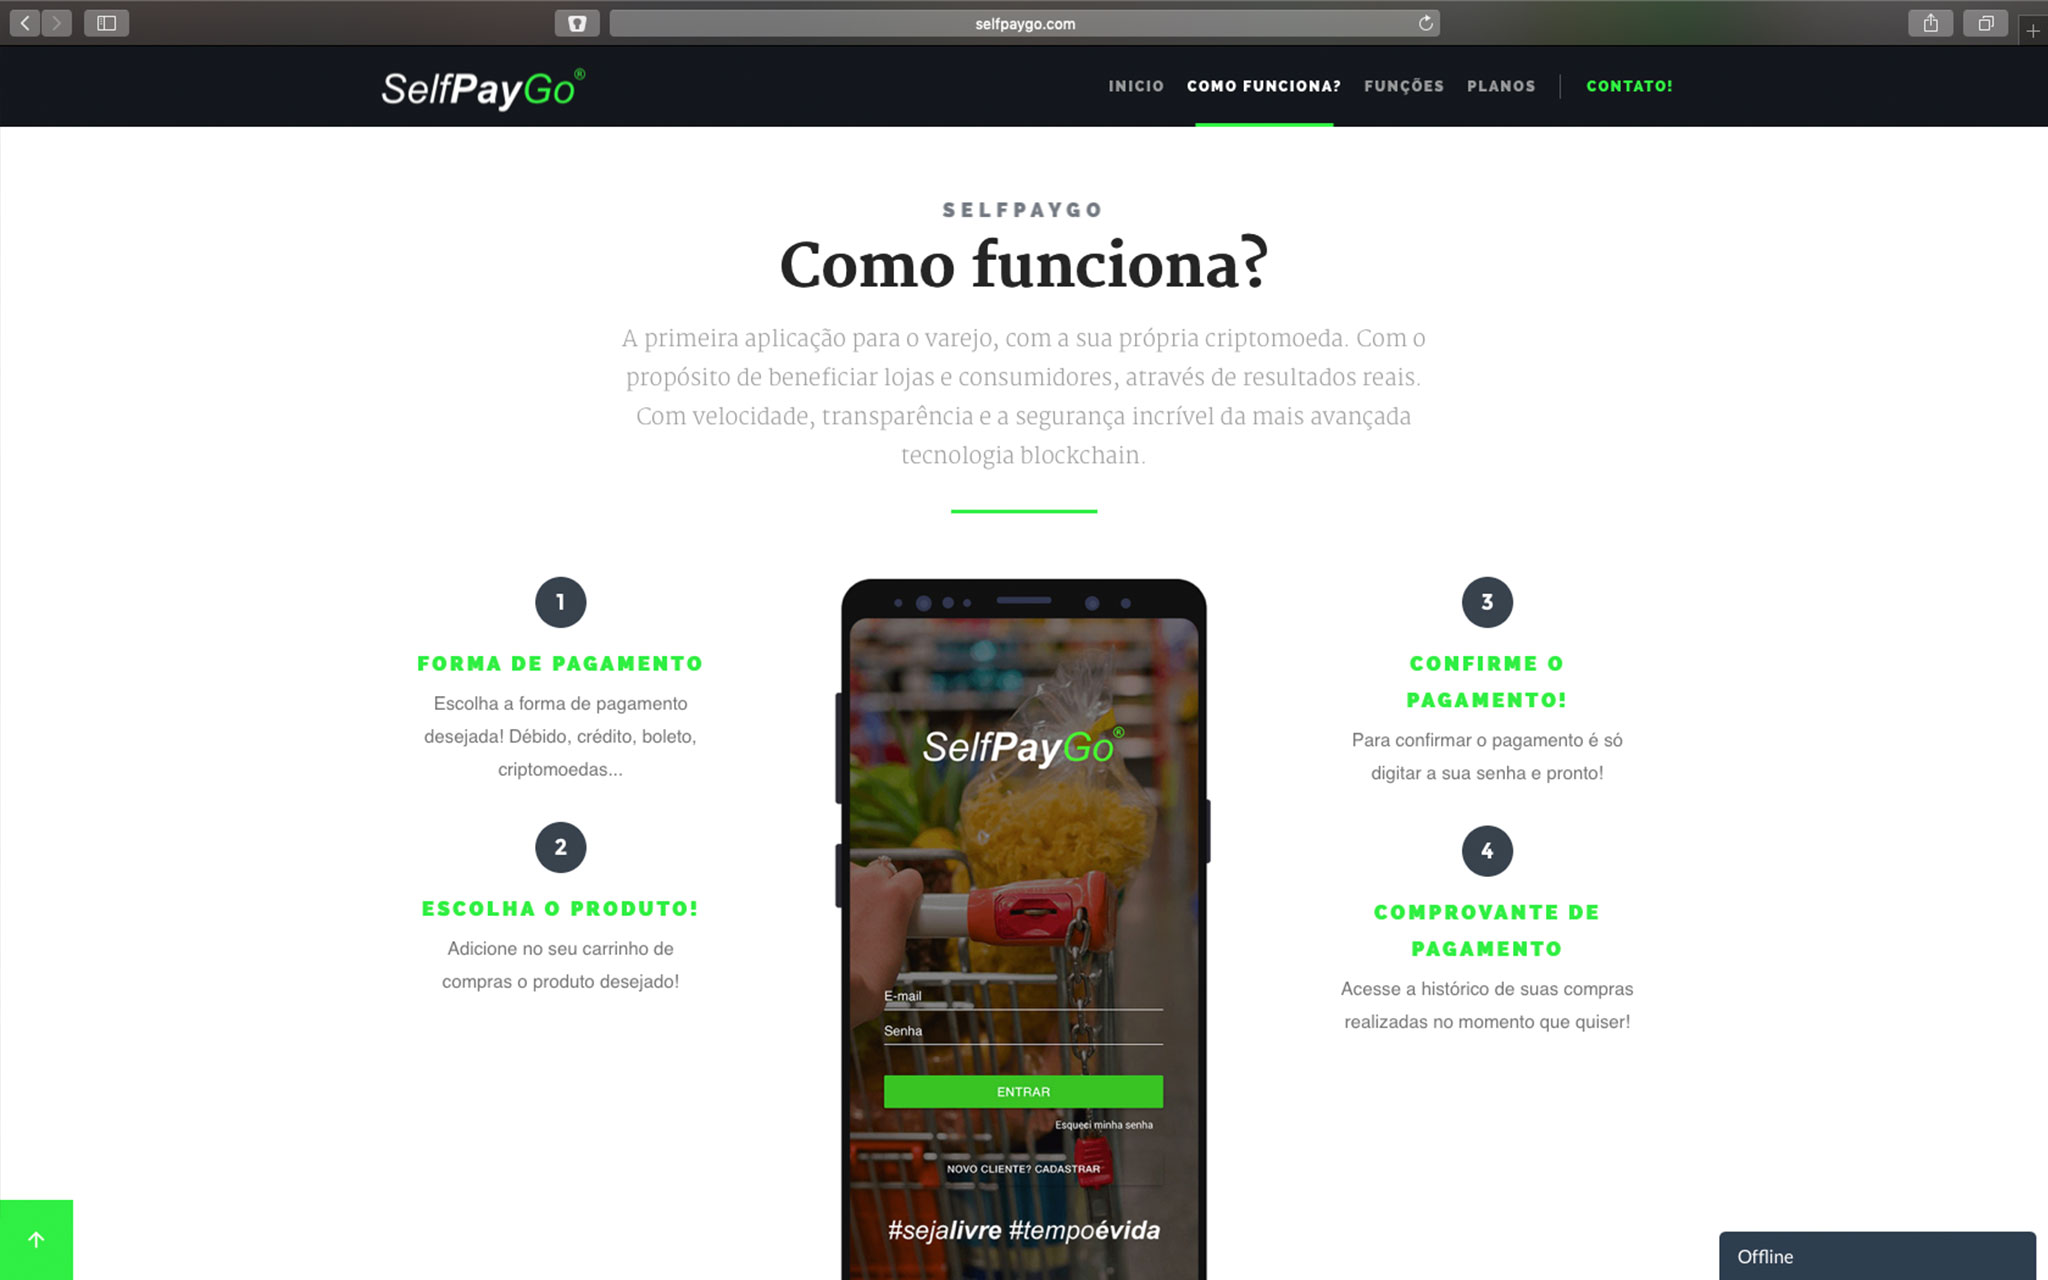 selfpaygo.com
SelfPayGo®
INICIO
COMO FUNCIONA?
FUNÇÕES
PLANOS
CONTATO!
SELFPAYGO
Como funciona?
A primeira aplicação para o varejo, com a sua própria criptomoeda. Com o
propósito de beneficiar lojas e consumidores, através de resultados reais.
Com velocidade, transparência e a segurança incrível da mais avançada
tecnologia blockchain.
1
FORMA DE PAGAMENTO
Escolha a forma de pagamento
desejada! Débido, crédito, boleto,
criptomoedas...
2
ESCOLHA O PRODUTO!
Adicione no seu carrinho de
compras o produto desejado!
SelfPayGo®
E-mail
Senha
ENTRAR
Esqueci minha senha
NOVO CLIENTE? CADASTRAR
#sejalivre #tempoévida
3
CONFIRME O
PAGAMENTO!
Para confirmar o pagamento é só
digitar a sua senha e pronto!
4
COMPROVANTE DE
PAGAMENTO
Acesse a histórico de suas compras
realizadas no momento que quiser!
Offline